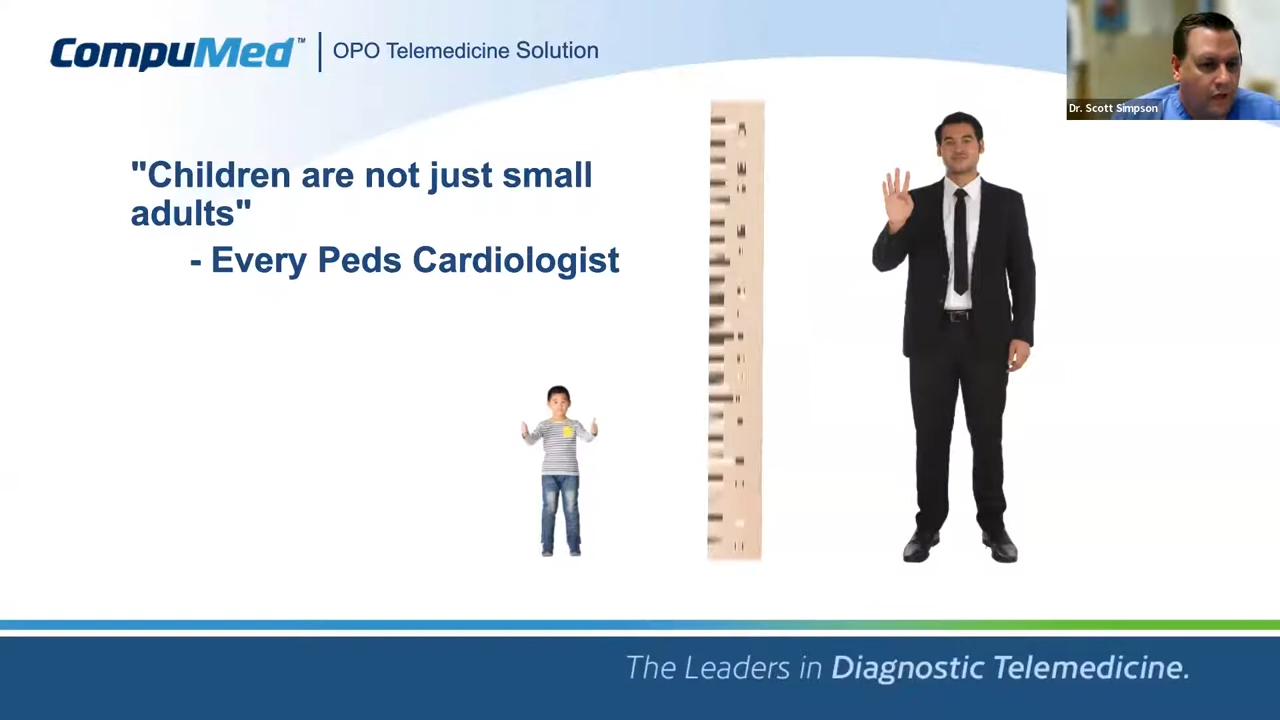 CompuMed™ | OPO Telemedicine Solution
Dr. Scott Simpson
"Children are not just small
adults"
- Every Peds Cardiologist
The Leaders in Diagnostic Telemedicine.